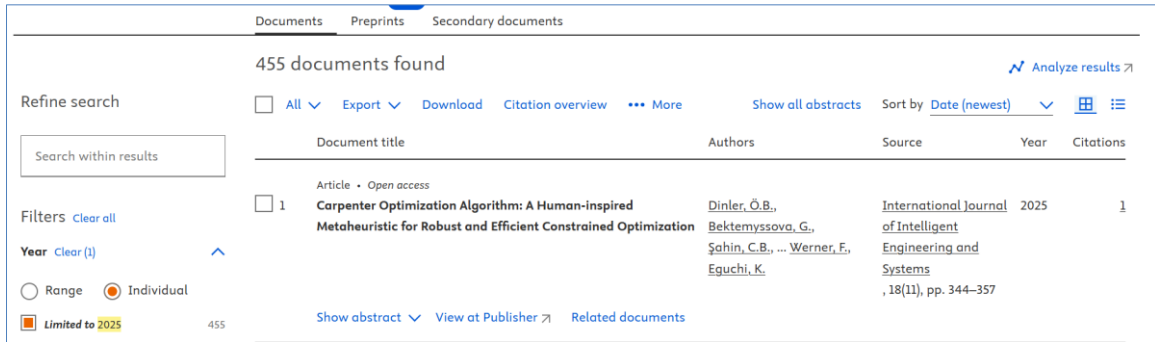 Documents Preprints Secondary documents
455 documents found
Analyze results
Refine search
All Export Download Citation overview ••• More Show all abstracts Sort by Date (newest)
Document title Authors Source Year Citations
Search within results
Article • Open access
1 Carpenter Optimization Algorithm: A Human-inspired Dinler, Ö.B., International Journal 2025 1
Metaheuristic for Robust and Efficient Constrained Optimization Bektemyssova, G., of Intelligent
Filters Clear all
Şahin, C.B., ... Werner, F., Engineering and
Year Clear (1)
Eguchi, K. Systems
, 18(11), pp. 344–357
Range Individual
Limited to 2025 455
Show abstract View at Publisher Related documents